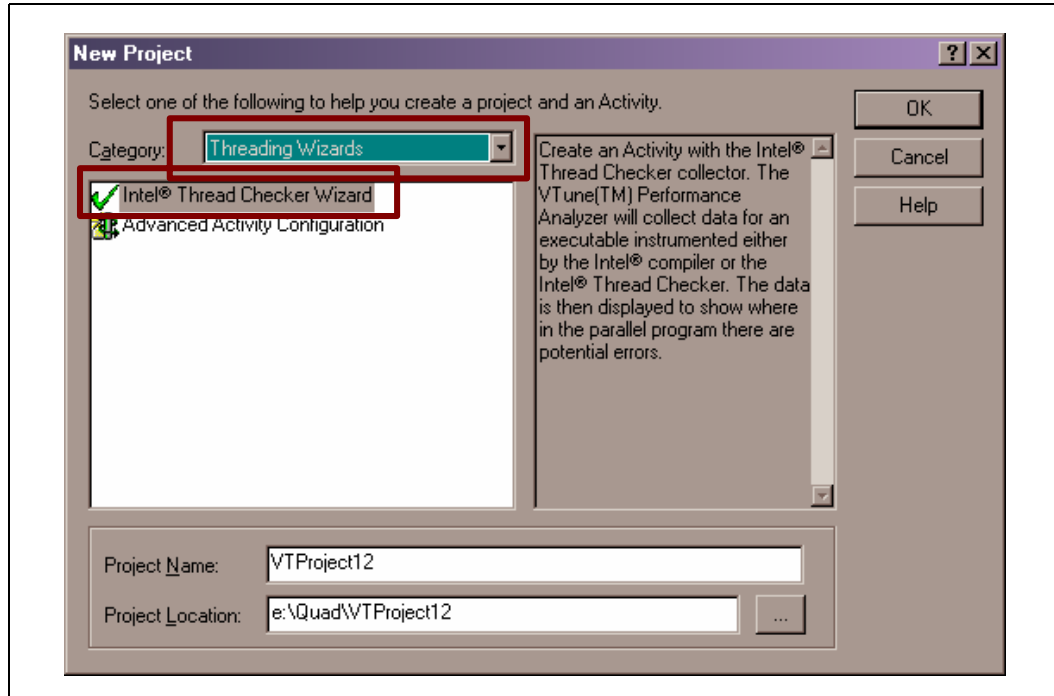 New Project
Select one of the following to help you create a project and an Activity.
OK
Category:
Threading Wizards
Cancel
Intel® Thread Checker Wizard
Advanced Activity Configuration
Help
Create an Activity with the Intel®
Thread Checker collector. The
VTune(TM) Performance
Analyzer will collect data for an
executable instrumented either
by the Intel® compiler or the
Intel® Thread Checker. The data
is then displayed to show where
in the parallel program there are
potential errors.
Project Name:
VTProject12
Project Location:
e:\Quad\VTProject12
...